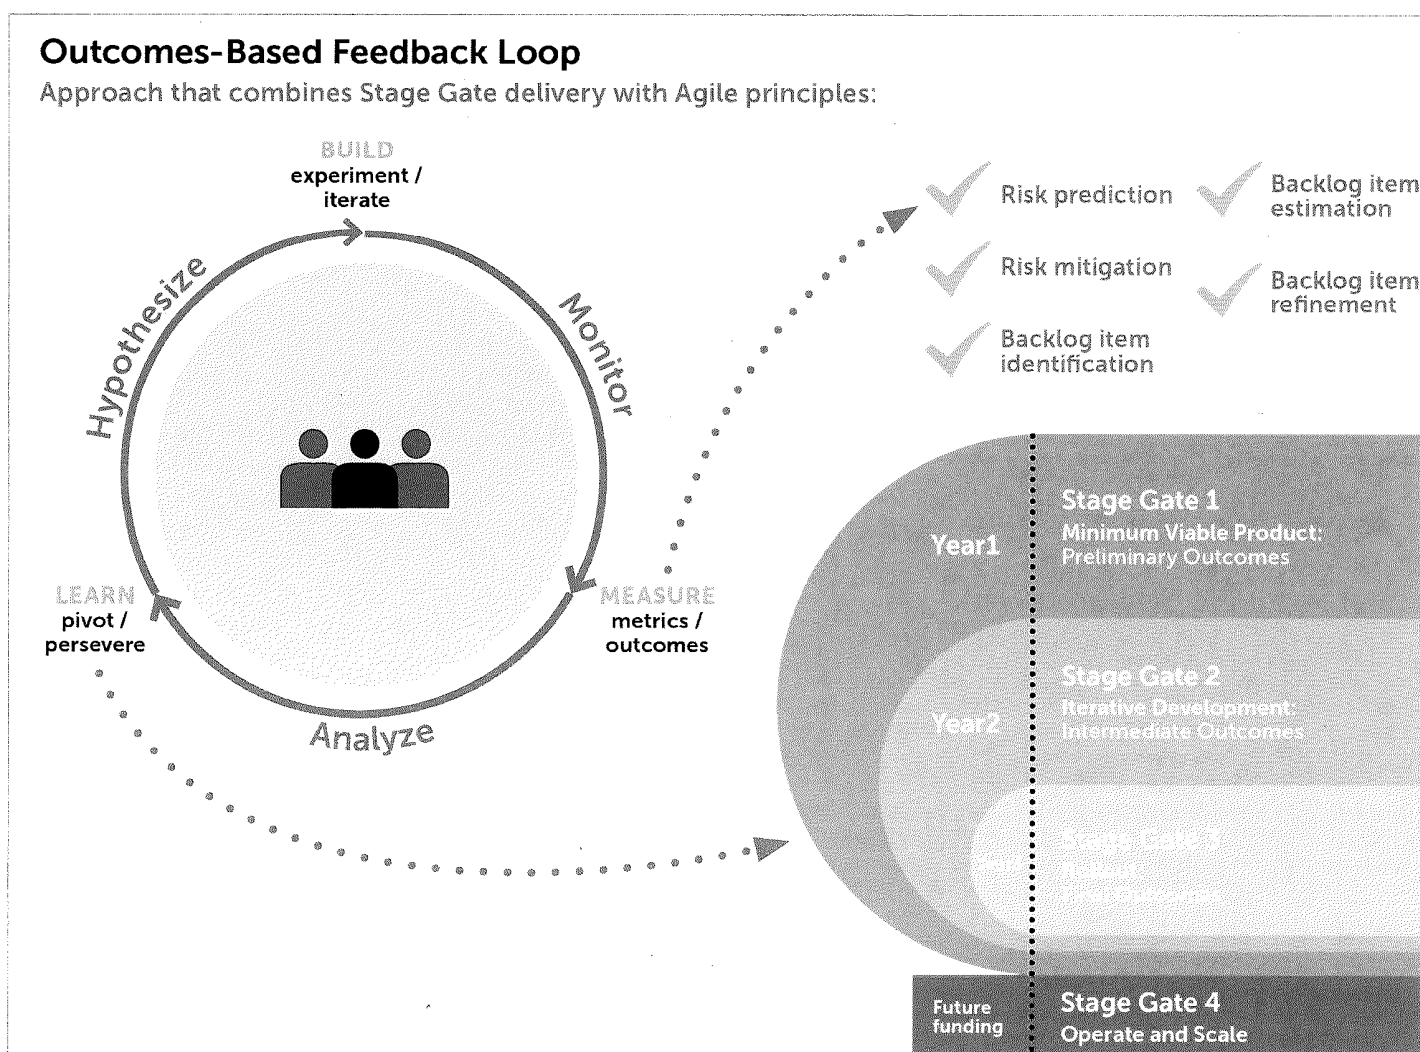 Outcomes-Based Feedback Loop
Approach that combines Stage Gate delivery with Agile principles:
BUILD
experiment /
iterate
Hypothesize
Monitor
LEARN
pivot /
persevere
MEASURE
metrics /
outcomes
Analyze
Risk prediction
Risk mitigation
Backlog item
identification
Backlog item
estimation
Backlog item
refinement
Year1
Stage Gate 1
Minimum Viable Product:
Preliminary Outcomes
Year2
Stage Gate 2
Iterative Development:
Intermediate Outcomes
Stage Gate 3
Future
funding
Stage Gate 4
Operate and Scale